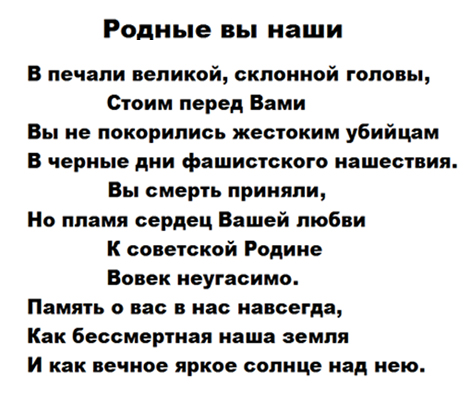 Родные вы наши
В печали великой, склонной головы,
Стоим перед Вами
Вы не покорились жестоким убийцам
В черные дни фашистского нашествия.
Вы смерть приняли,
Но пламя сердец Вашей любви
К советской Родине
Вовек неугасимо.
Память о вас в нас навсегда,
Как бессмертная наша земля
И как вечное яркое солнце над нею.